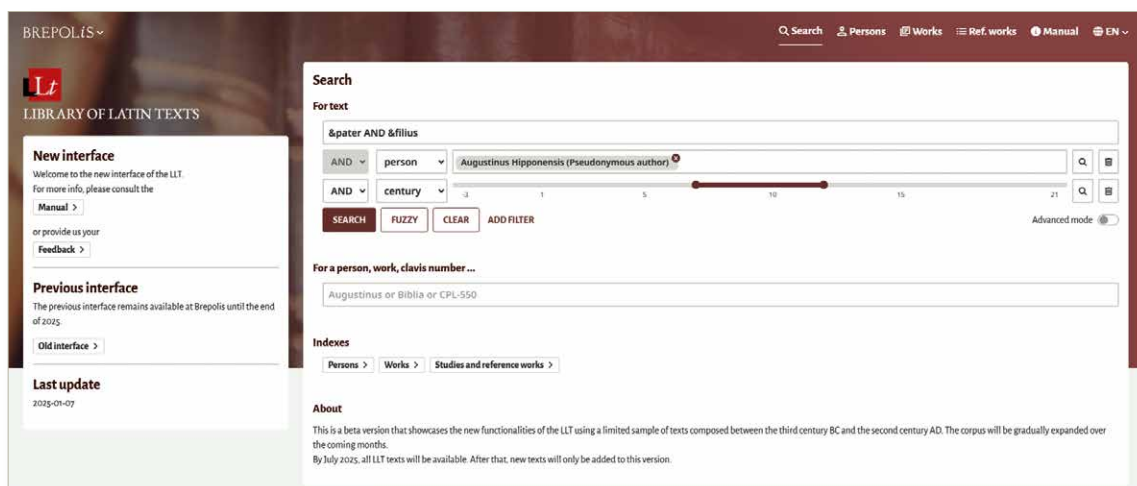 BREPOLiS
Search Persons Works Ref. works Manual EN
LLt
LIBRARY OF LATIN TEXTS
New interface
Welcome to the new interface of the LLT.
For more info, please consult the
Manual >
or provide us your
Feedback >
Previous interface
The previous interface remains available at Brepolis until the end
of 2025.
Old interface >
Last update
2025-01-07
Search
For text
&pater AND &filius
AND person Augustinus Hipponensis (Pseudonymous author)
AND century -3 1 5 10 15 21
SEARCH FUZZY CLEAR ADD FILTER Advanced mode
For a person, work, clavis number ...
Augustinus or Biblia or CPL-550
Indexes
Persons > Works > Studies and reference works >
About
This is a beta version that showcases the new functionalities of the LLT using a limited sample of texts composed between the third century BC and the second century AD. The corpus will be gradually expanded over
the coming months.
By July 2025, all LLT texts will be available. After that, new texts will only be added to this version.